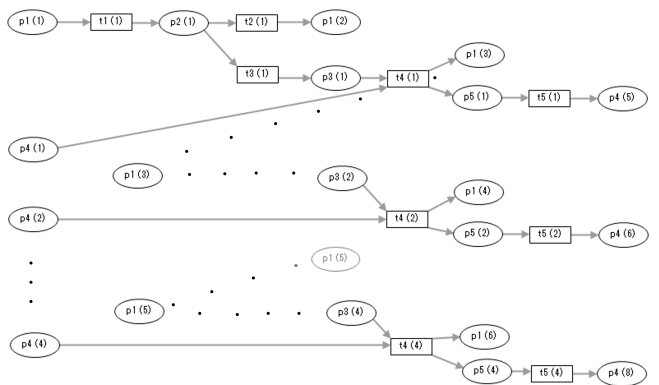 p1(1) t1(1) p2(1) t2(1) p1(2)
p1(3)
t3(1) p3(1) t4(1)
p5(1) t5(1) p4(5)
p4(1)
p1(3) p3(2)
p1(4)
p4(2) t4(2)
p5(2) t5(2) p4(6)
p1(5)
p1(5) p3(4)
p1(6)
p4(4) t4(4)
p5(4) t5(4) p4(8)